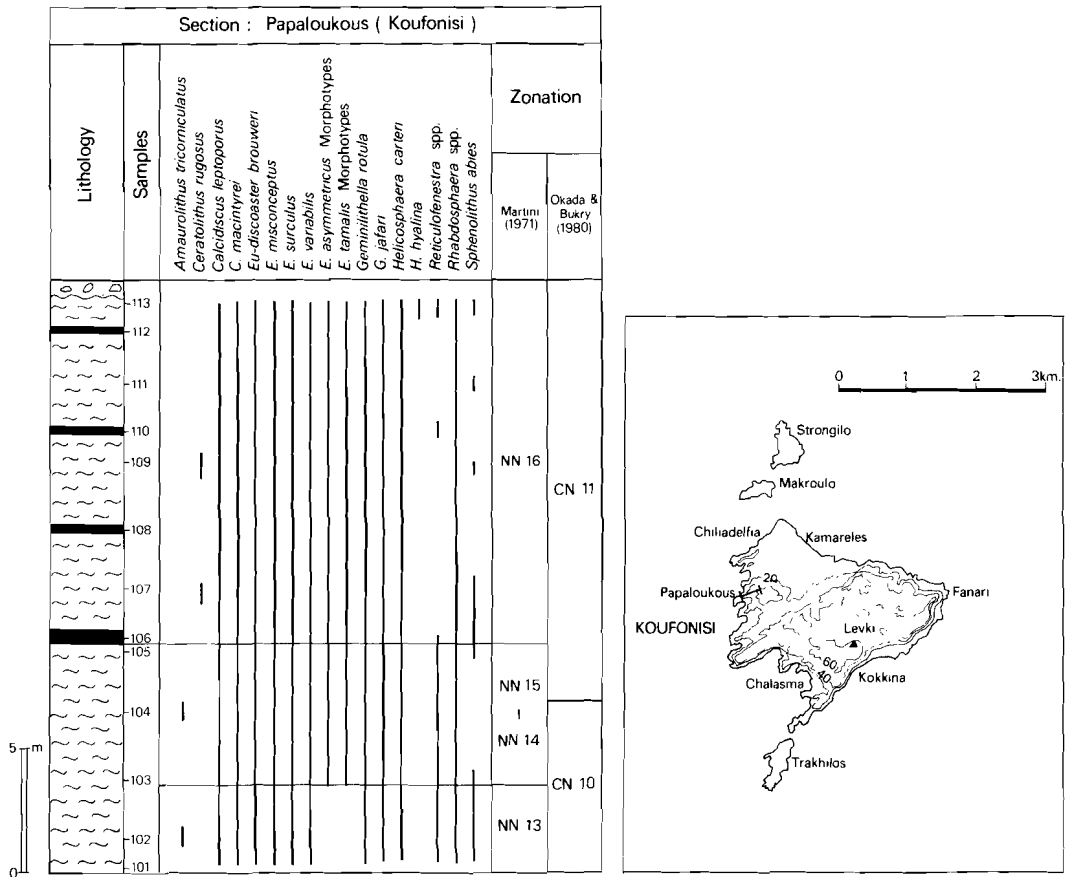 Section : Papaloukous ( Koufonisi )
Lithology
Samples
Amaurolithus tricorniculatus
Ceratolithus rugosus
Calcidiscus leptoporus
C. macintyrei
Eu-discoaster brouweri
E. misconceptus
E. surculus
E. variabilis
E. asymmetricus Morphotypes
E. tamalis Morphotypes
Geminilithella rotula
G. jafari
Helicosphaera carteri
H. hyalina
Reticulofenestra spp.
Rhabdosphaera spp.
Sphenolithus abies
Zonation
Martini
(1971)
Okada &
Bukry
(1980)
113
112
111
110
109
108
107
106
105
104
103
102
101
NN 16
NN 15
NN 14
NN 13
CN 11
CN 10
5 m
0
0 1 2 3km.
Strongilo
Makroulo
Chiliadelfia
Kamareles
Papaloukous
20
Fanari
KOUFONISI
Levki
60
40
Chalasma
Kokkina
Trakhilos